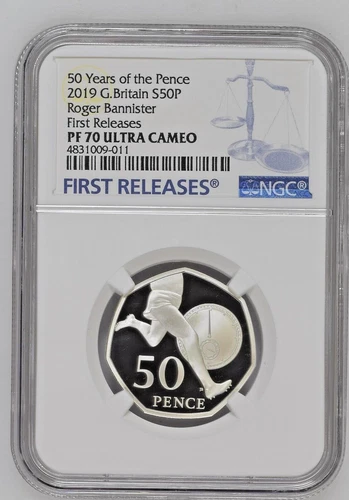 50 Years of the Pence
2019 G.Britain S50P
Roger Bannister
First Releases
PF 70 ULTRA CAMEO
4831009-011
FIRST RELEASES®
NGC®
50
PENCE